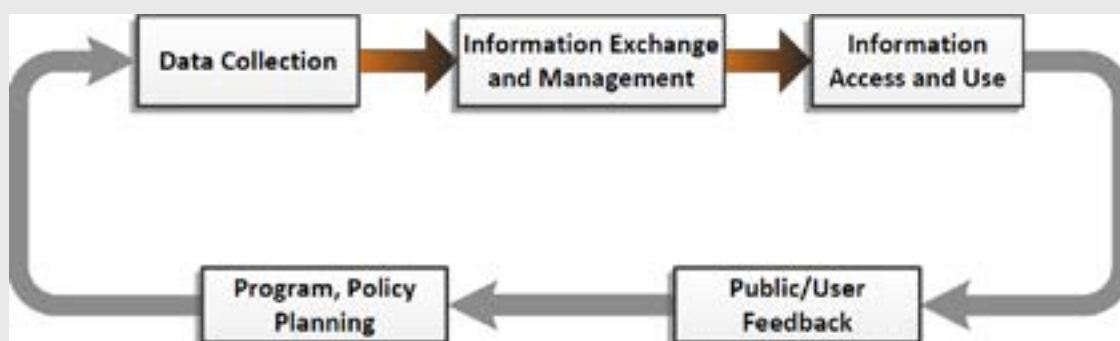 Data Collection
Information Exchange
and Management
Information
Access and Use
Program, Policy
Planning
Public/User
Feedback